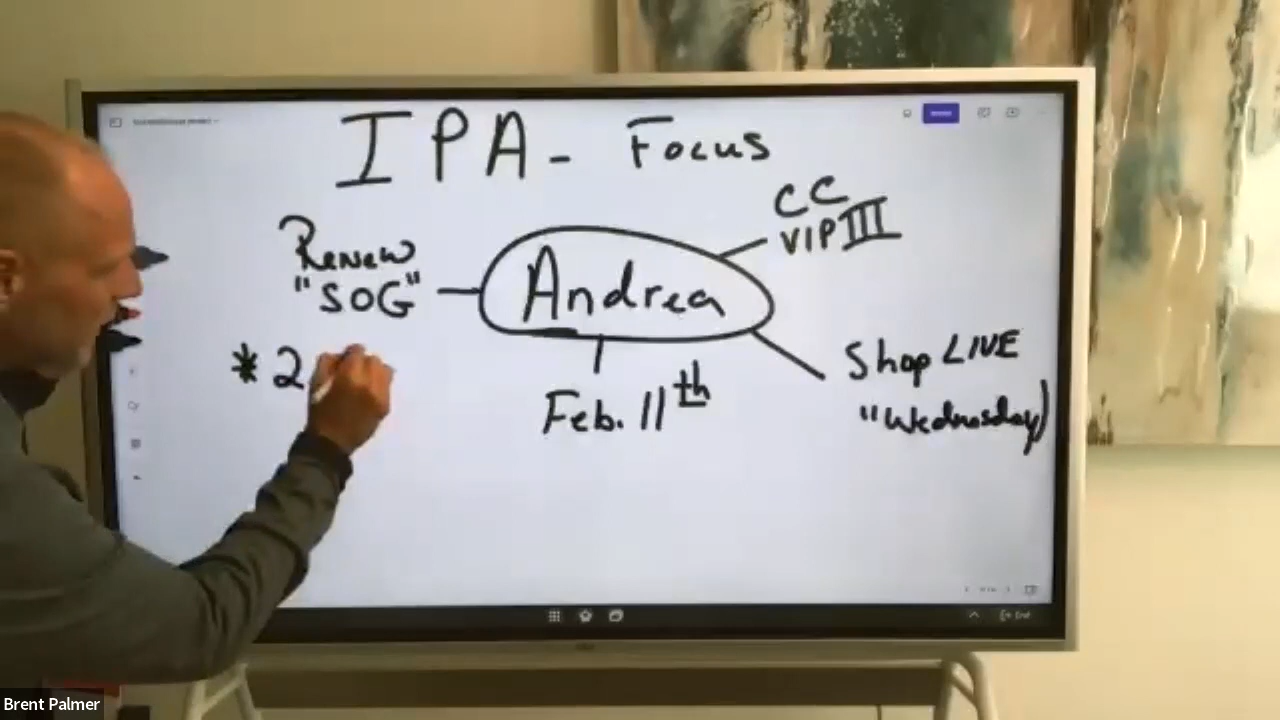 IPA - Focus
CC
VIP III
Renew
"SOG"
Andrea
Shop LIVE
"Wednesday)
* 2
Feb. 11th
Brent Palmer